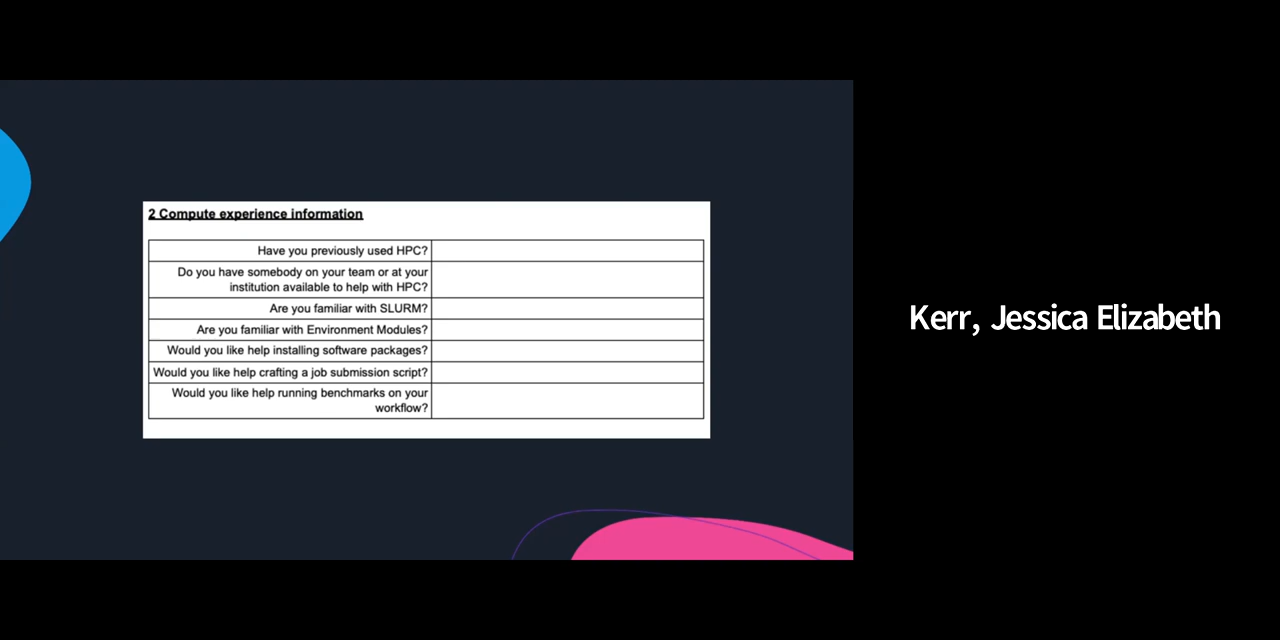 2 Compute experience information
Have you previously used HPC?
Do you have somebody on your team or at your
institution available to help with HPC?
Are you familiar with SLURM?
Are you familiar with Environment Modules?
Would you like help installing software packages?
Would you like help crafting a job submission script?
Would you like help running benchmarks on your
workflow?
Kerr, Jessica Elizabeth